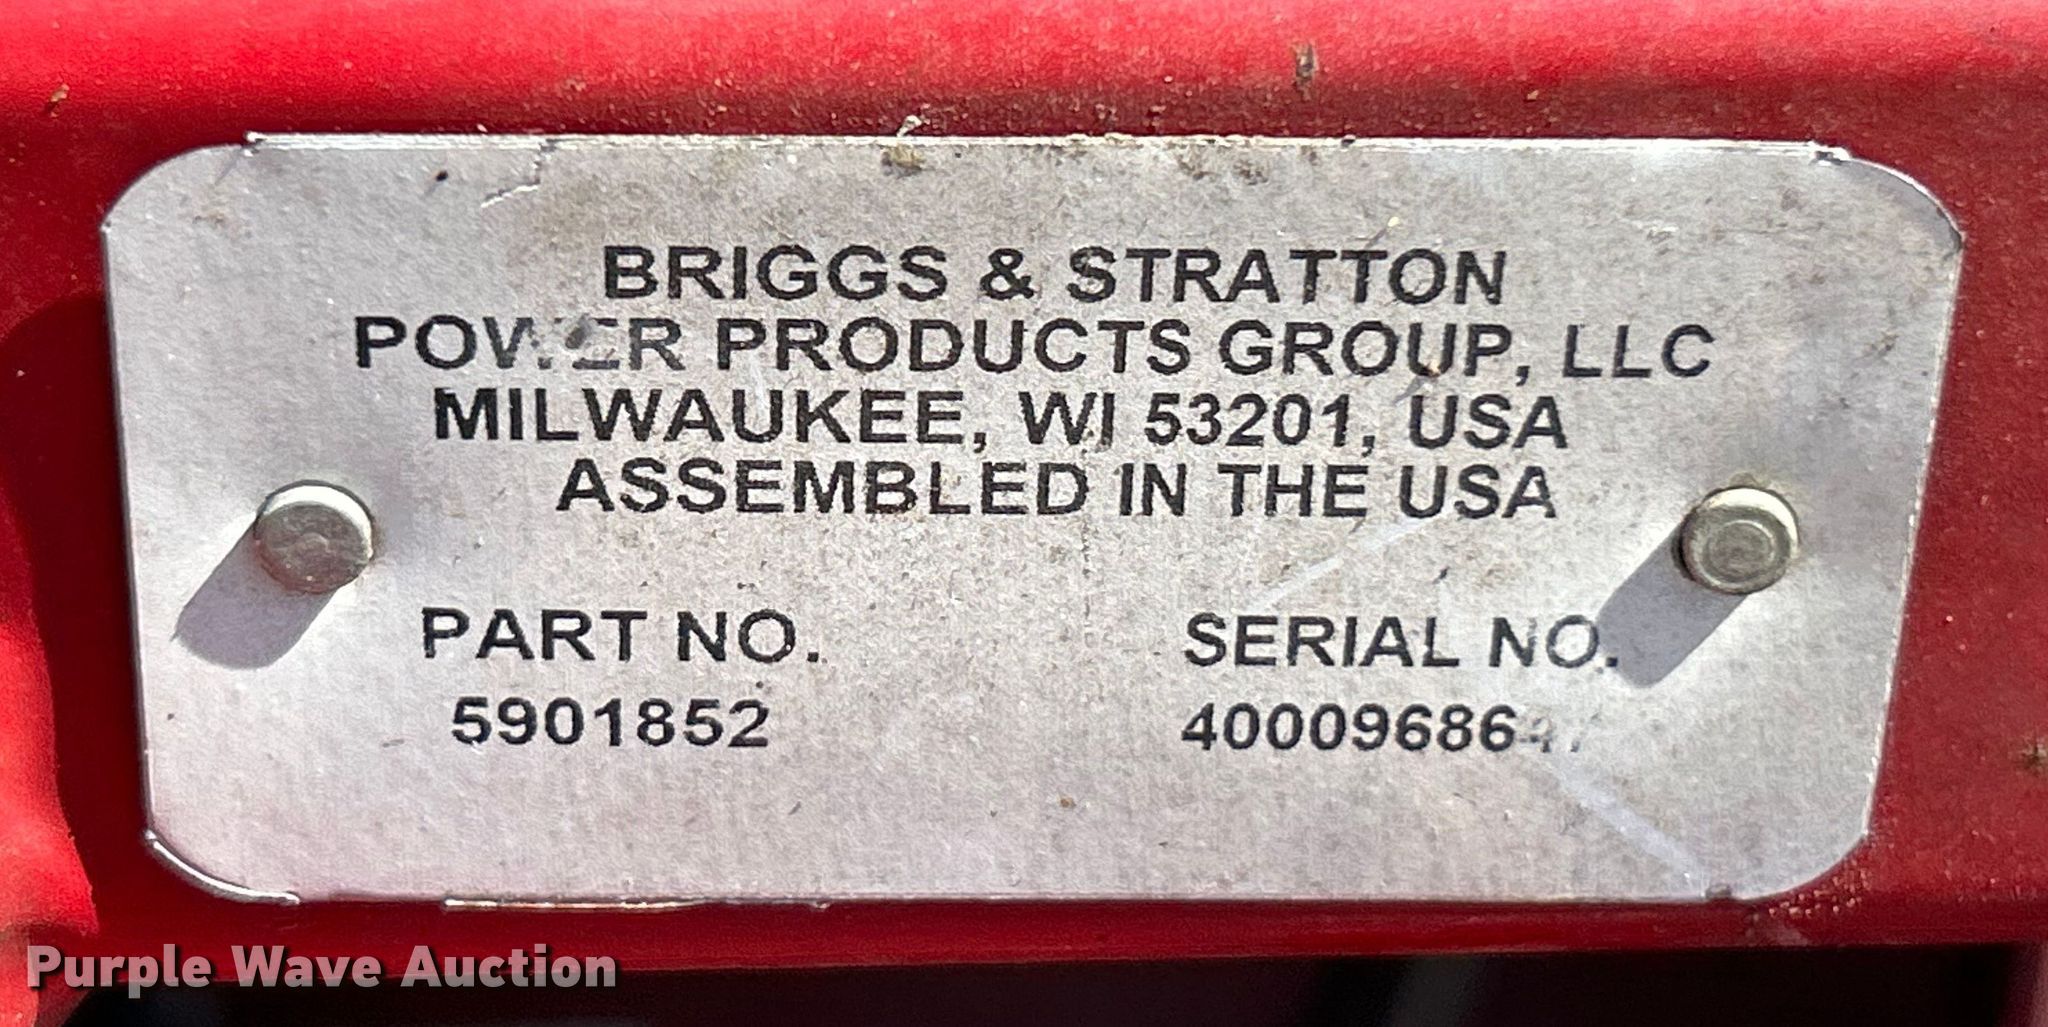 BRIGGS & STRATTON
POWER PRODUCTS GROUP, LLC
MILWAUKEE, WI 53201, USA
ASSEMBLED IN THE USA
PART NO.
SERIAL NO.
5901852
Purple Wave Auction